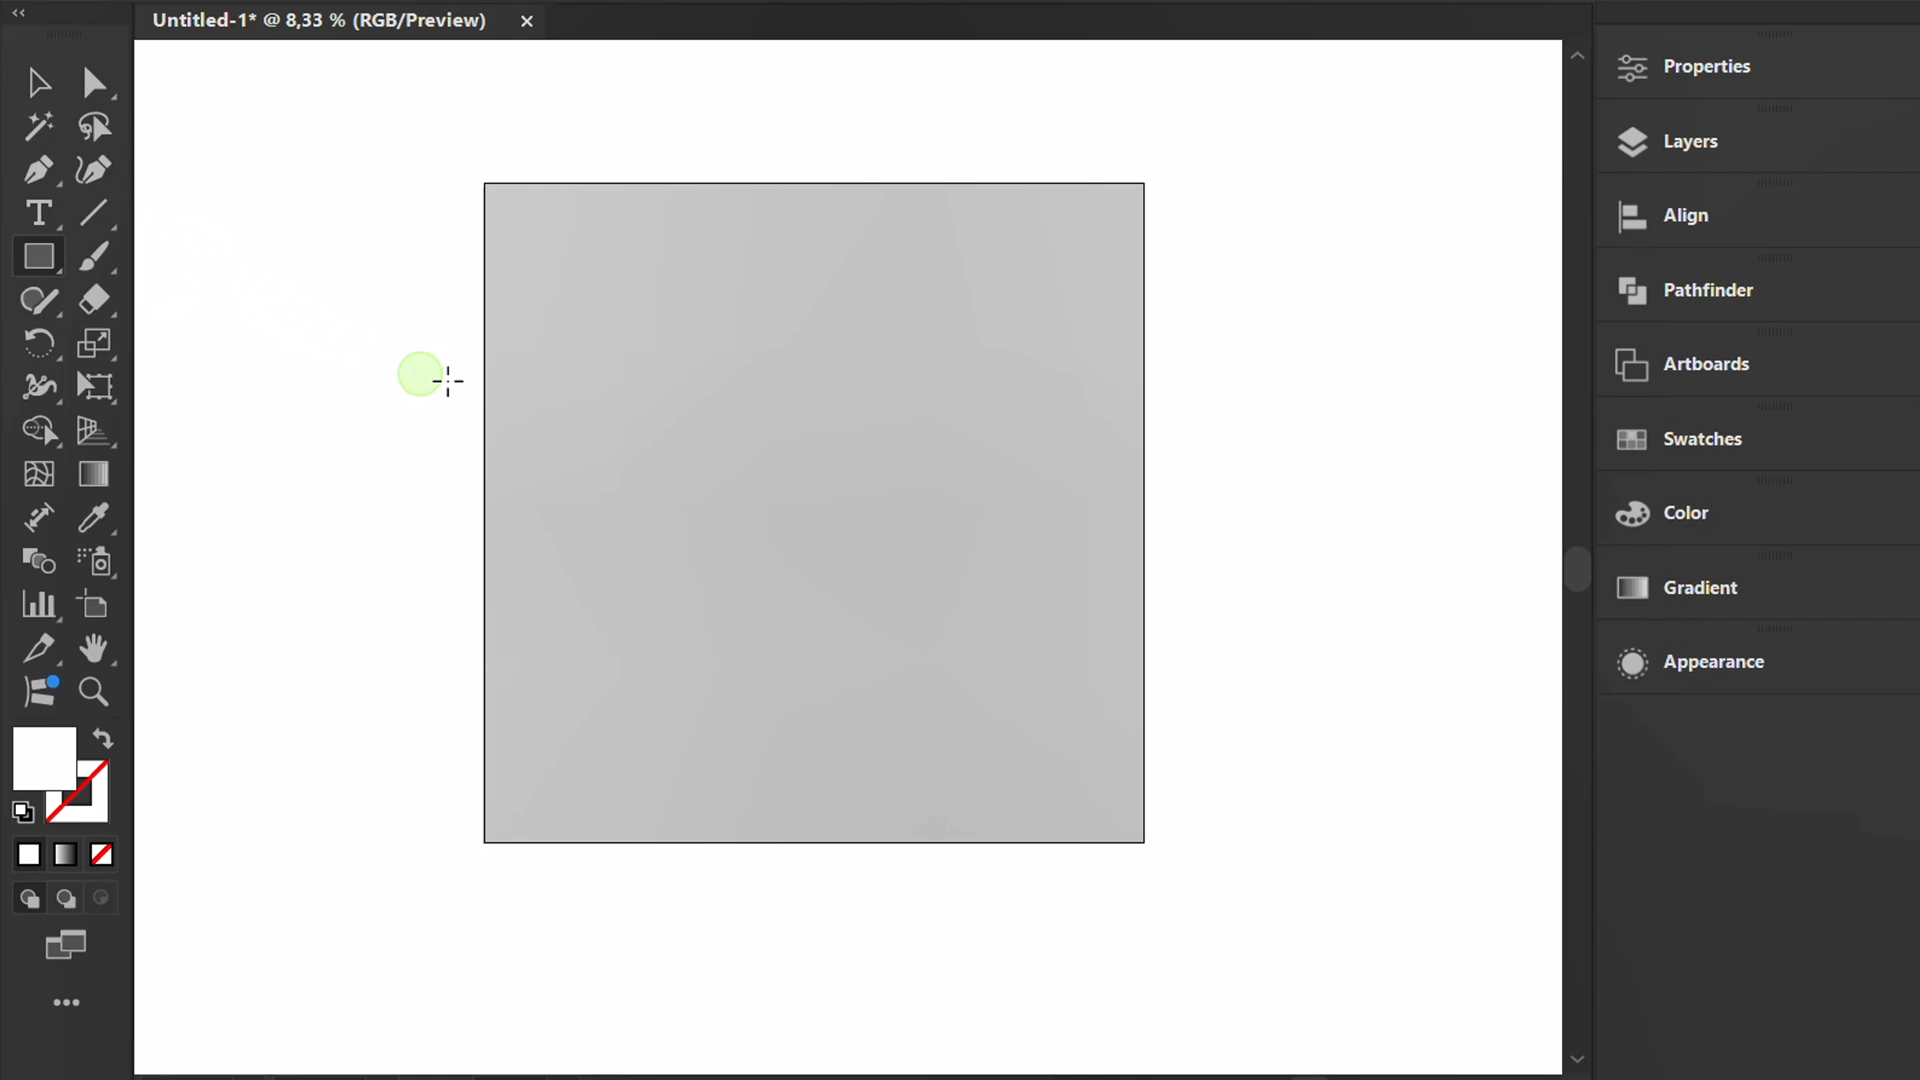 Untitled-1* @ 8,33 % (RGB/Preview)
Properties
Layers
Align
Pathfinder
Artboards
Swatches
Color
Gradient
Appearance